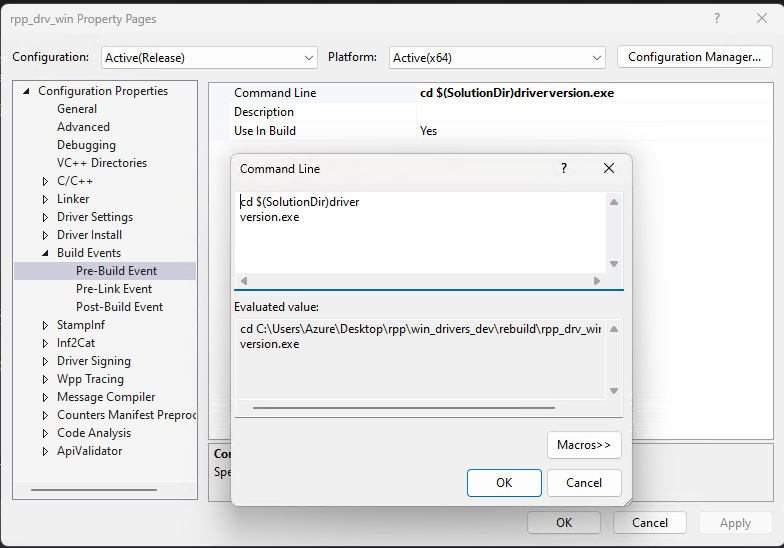 rpp_drv_win Property Pages
Configuration: Active(Release) Platform: Active(x64) Configuration Manager...
Configuration Properties
General
Advanced
Debugging
VC++ Directories
C/C++
Linker
Driver Settings
Driver Install
Build Events
Pre-Build Event
Pre-Link Event
Post-Build Event
StampInf
Inf2Cat
Driver Signing
Wpp Tracing
Message Compiler
Counters Manifest Preproc
Code Analysis
ApiValidator
Command Line cd $(SolutionDir)driverversion.exe
Description
Use In Build Yes
Command Line ?
cd $(SolutionDir)driver
version.exe
Evaluated value:
cd C:\Users\Azure\Desktop\rpp\win_drivers_dev\rebuild\rpp_drv_win
version.exe
Macros>>
OK Cancel
Co
Spe
OK Cancel Apply